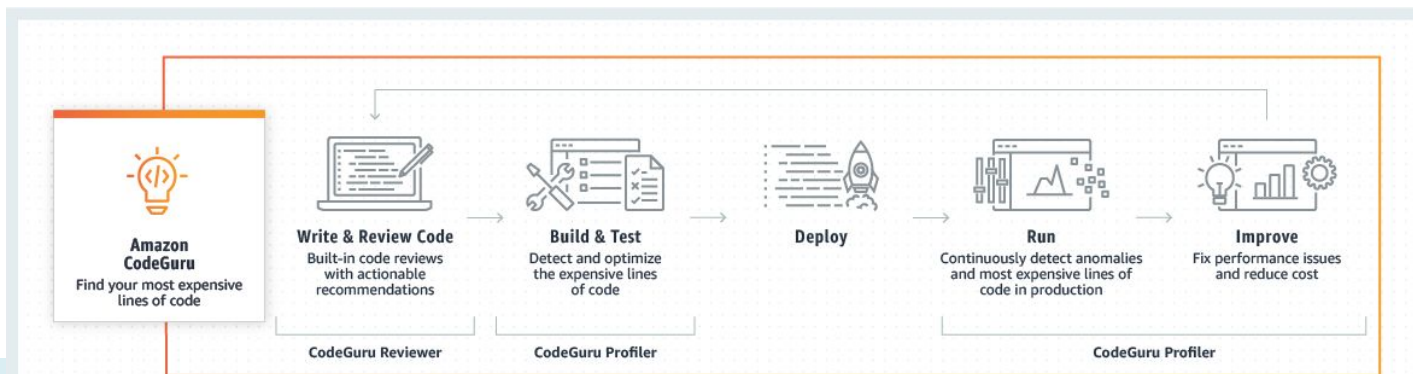 Amazon
CodeGuru
Find your most expensive
lines of code
Write & Review Code
Built-in code reviews
with actionable
recommendations
Build & Test
Detect and optimize
the expensive lines
of code
Deploy
Run
Continuously detect anomalies
and most expensive lines of
code in production
Improve
Fix performance issues
and reduce cost
CodeGuru Reviewer
CodeGuru Profiler
CodeGuru Profiler